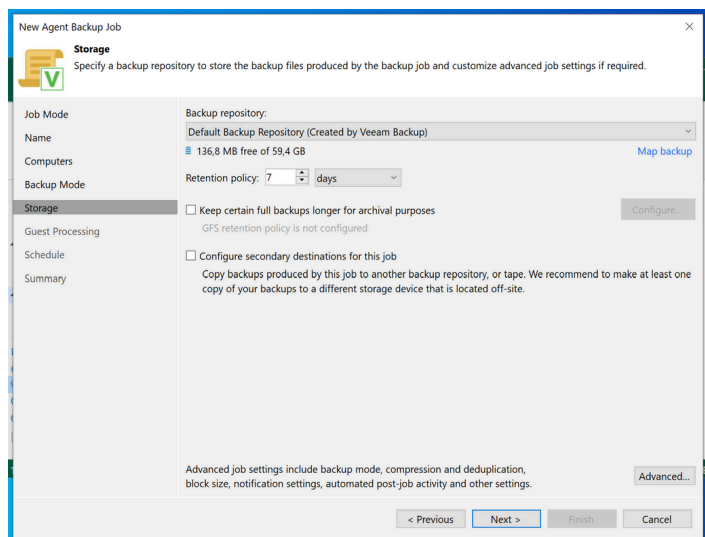 New Agent Backup Job
Storage
Specify a backup repository to store the backup files produced by the backup job and customize advanced job settings if required.
Job Mode
Name
Computers
Backup Mode
Storage
Guest Processing
Schedule
Summary
Backup repository:
Default Backup Repository (Created by Veeam Backup)
136,8 MB free of 59,4 GB
Map backup
Retention policy: 7 days
Keep certain full backups longer for archival purposes
Configure...
GFS retention policy is not configured
Configure secondary destinations for this job
Copy backups produced by this job to another backup repository, or tape. We recommend to make at least one
copy of your backups to a different storage device that is located off-site.
Advanced job settings include backup mode, compression and deduplication,
block size, notification settings, automated post-job activity and other settings.
Advanced...
< Previous
Next >
Finish
Cancel